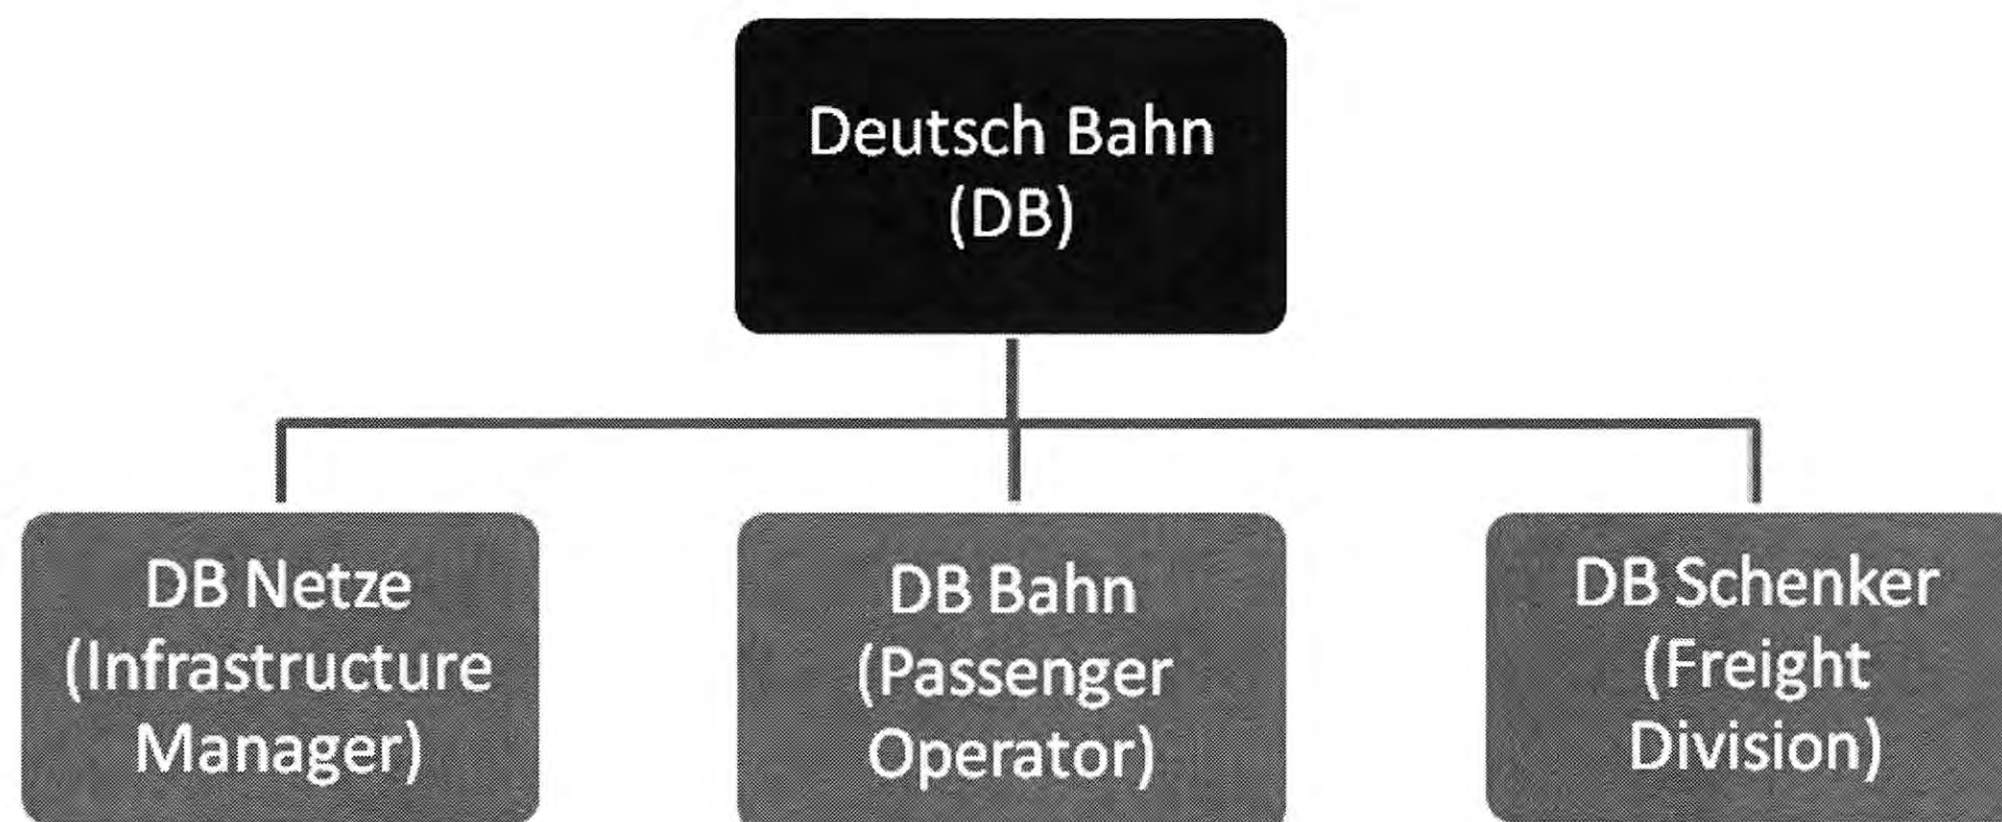 Deutsch Bahn
(DB)
DB Netze
(Infrastructure
Manager)
DB Bahn
(Passenger
Operator)
DB Schenker
(Freight
Division)